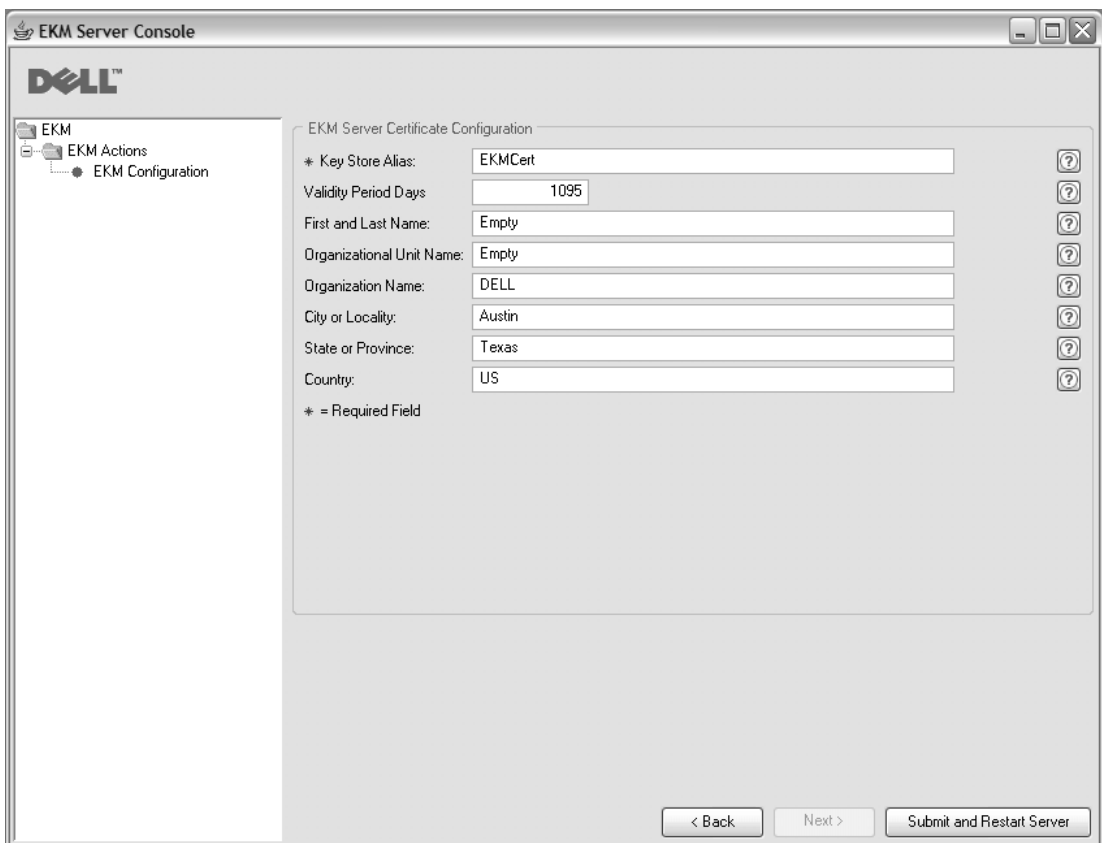 EKM Server Console
DELL™
EKM
EKM Actions
EKM Configuration
EKM Server Certificate Configuration
* Key Store Alias: EKMCert ?
Validity Period Days 1095 ?
First and Last Name: Empty ?
Organizational Unit Name: Empty ?
Organization Name: DELL ?
City or Locality: Austin ?
State or Province: Texas ?
Country: US ?
* = Required Field
< Back Next > Submit and Restart Server